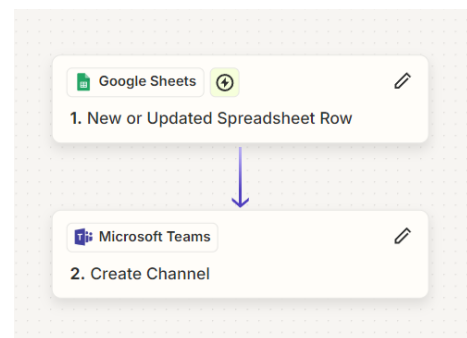 Google Sheets
1. New or Updated Spreadsheet Row
Microsoft Teams
2. Create Channel